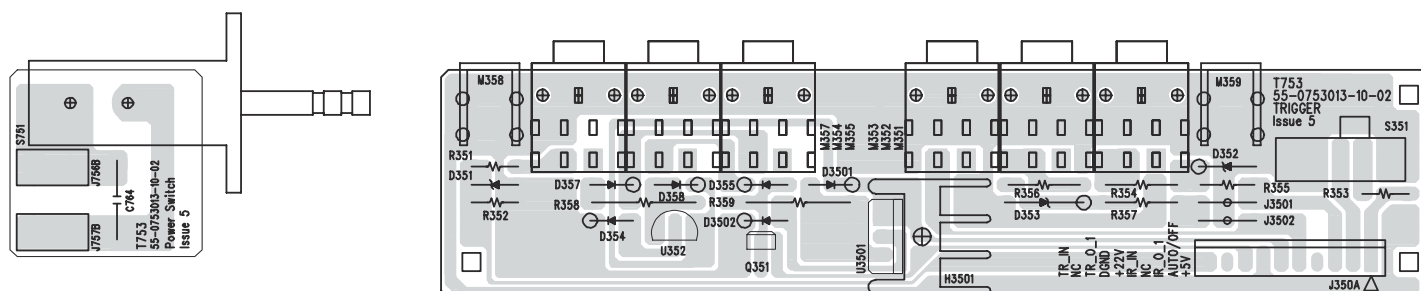 S751
J756B
J757B
C764
T753
55-0753013-10-02
Power Switch
Issue 5
M358
M357
M354
M355
M353
M352
M351
M359
T753
55-0753013-10-02
TRIGGER
Issue 5
S351
R351
D351
R352
D357
R358
D354
D358
U352
D355
R359
D3502
Q351
D3501
U3501
H3501
R356
D353
R354
R357
D352
R355
J3501
J3502
R353
TR_IN
NC
TR_O_1
DGND
+22V
IR_IN
NC
IR_O_1
AUTO/OFF
+5V
J350A